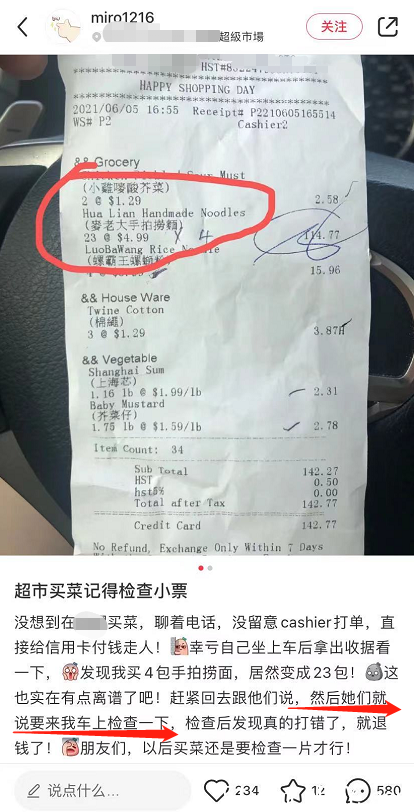 miro1216
超級市場
关注
HST#8
HAPPY SHOPPING DAY
2021/06/05 16:55 Receipt# P2210605165514
WS# P2 Cashier2
&& Grocery
Must
(小雞嘜酸芥菜)
2 @ $1.29 2.58
Hua Lian Handmade Noodles
(麥老大手拍撈麵)
23 @ $4.99 X 4 114.77
LuoBaWang Rice Noodle
(螺霸王螺螄粉)
15.96
&& House Ware
Twine Cotton
(棉繩)
3 @ $1.29 3.87H
&& Vegetable
Shanghai Sum
(上海芯)
1.16 lb @ $1.99/lb 2.31
Baby Mustard
(芥菜仔)
1.75 lb @ $1.59/lb 2.78
Item Count: 34
Sub Total 142.27
HST 0.50
hst5% 0.00
Total after Tax 142.77
Credit Card 142.77
No Refund, Exchange Only Within 7 Days
超市买菜记得检查小票
没想到在 买菜，聊着电话，没留意cashier打单，直
接给信用卡付钱走人！幸亏自己坐上车后拿出收据看
一下，发现我买4包手拍捞面，居然变成23包！这
也实在有点离谱了吧！赶紧回去跟他们说，然后她们就
说要来我车上检查一下，检查后发现真的打错了，就退
钱了！朋友们，以后买菜还是要检查一片才行！
说点什么...
234
12
580